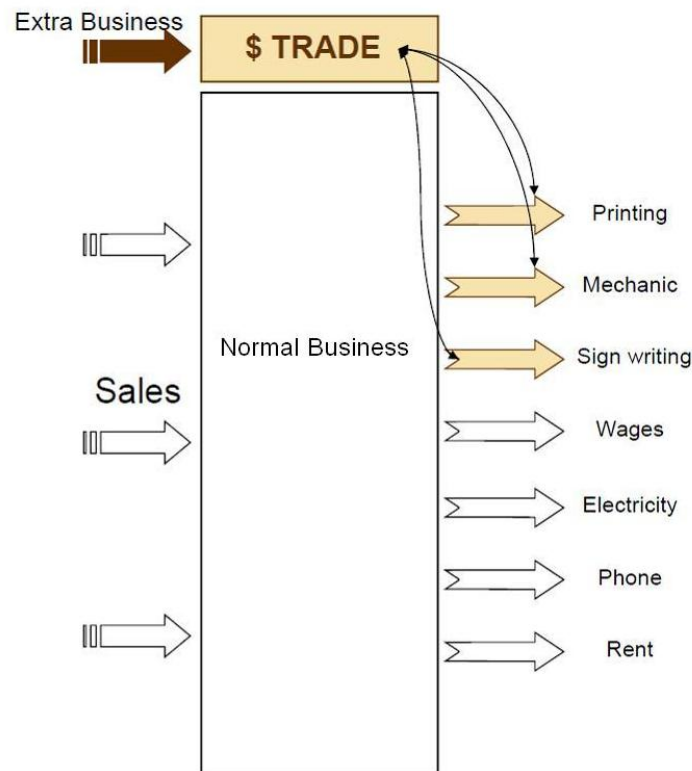 Extra Business
$ TRADE
Printing
Mechanic
Normal Business
Sign writing
Sales
Wages
Electricity
Phone
Rent